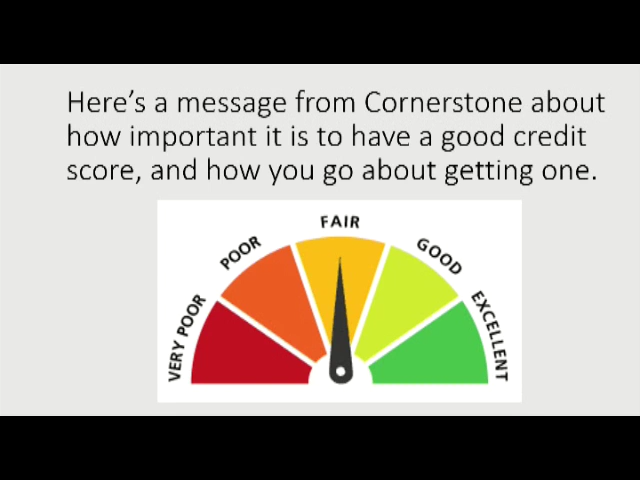 Here’s a message from Cornerstone about
how important it is to have a good credit
score, and how you go about getting one.
VERY POOR
POOR
FAIR
GOOD
EXCELLENT